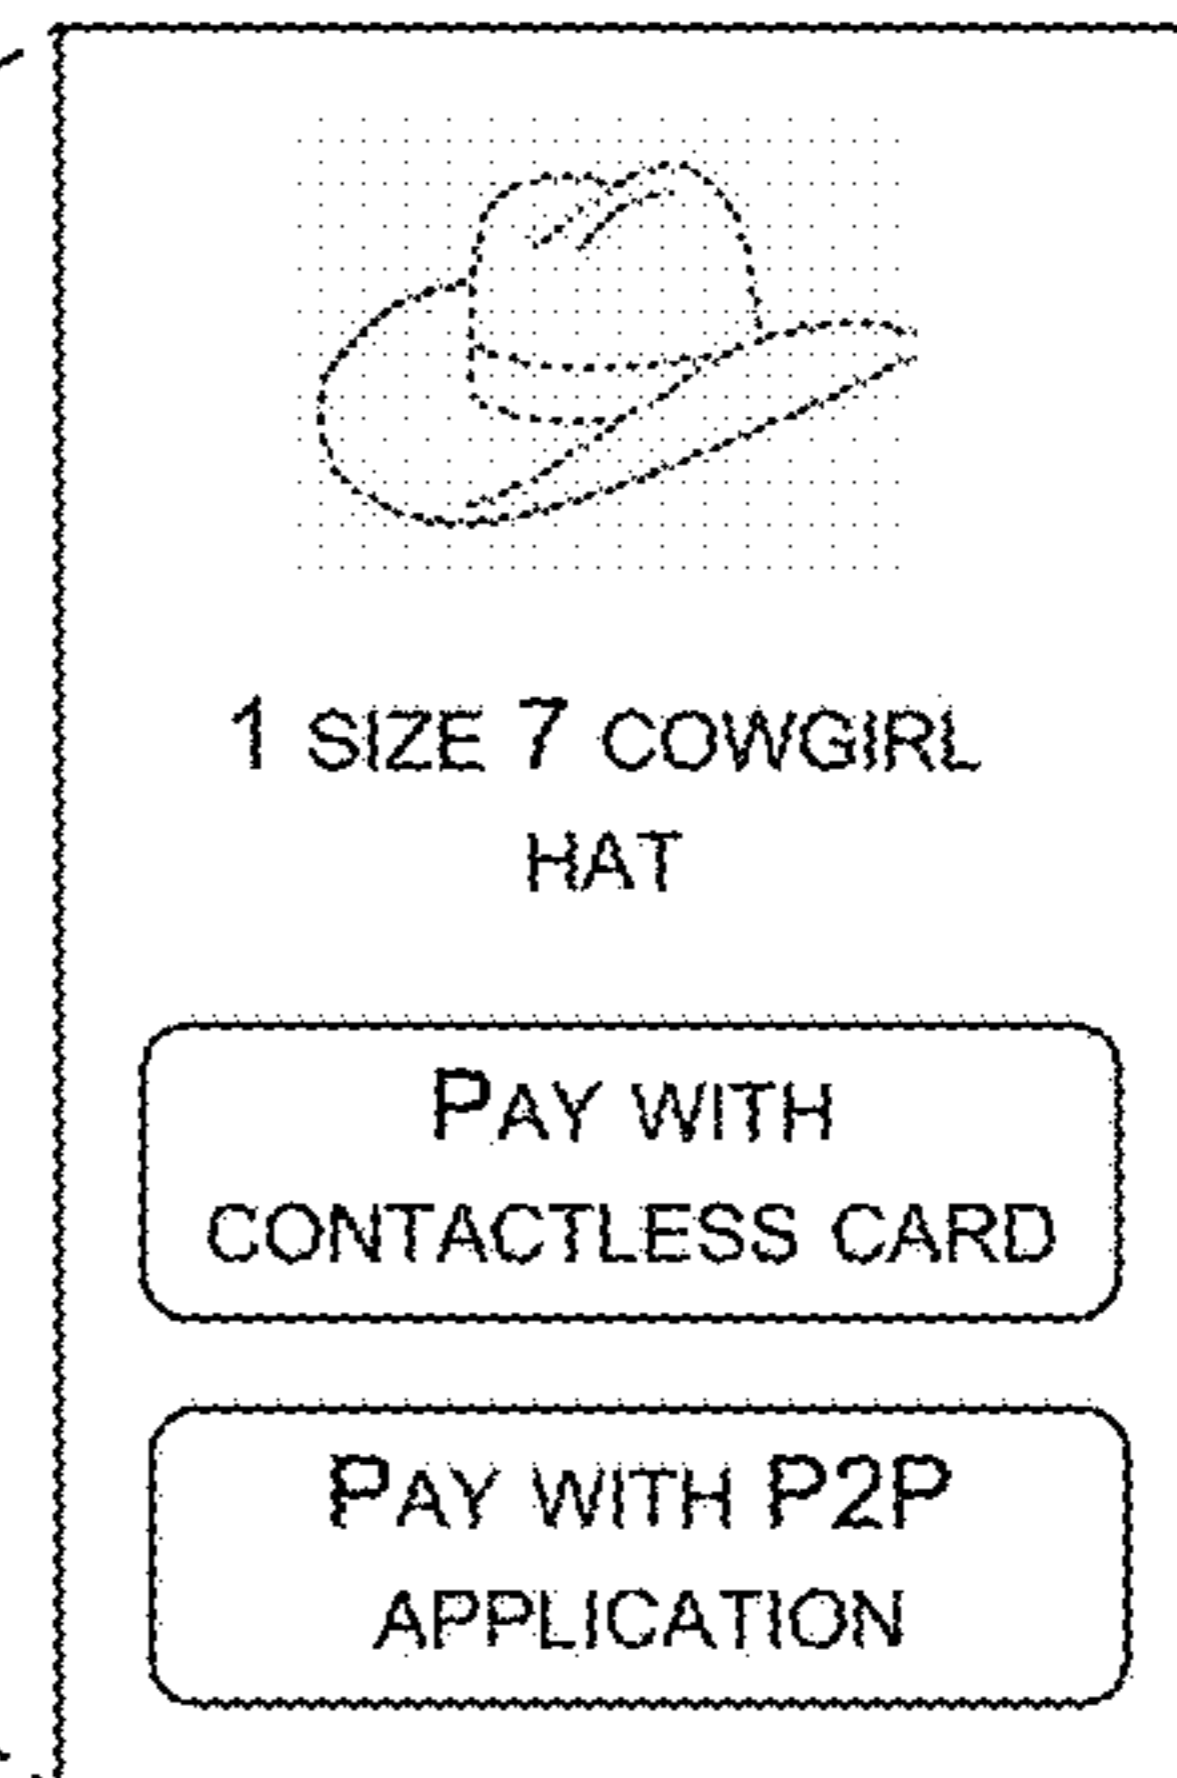 1 SIZE 7 COWGIRL
HAT
PAY WITH
CONTACTLESS CARD
PAY WITH P2P
APPLICATION